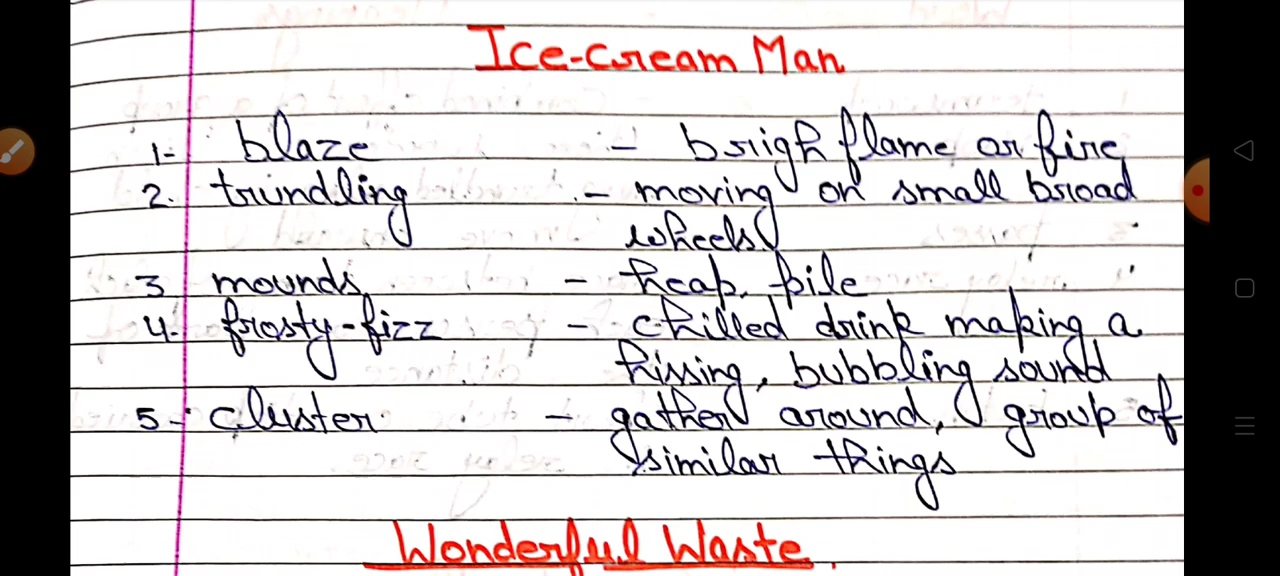 Ice-cream Man
1- blaze - brigh flame or fire
2. trundling - moving on small broad
wheels
3 mounds - heap, pile
4- frosty-fizz - chilled drink making a
hissing, bubbling sound
5- cluster - gather around, group of
similar things
Wonderful Waste.